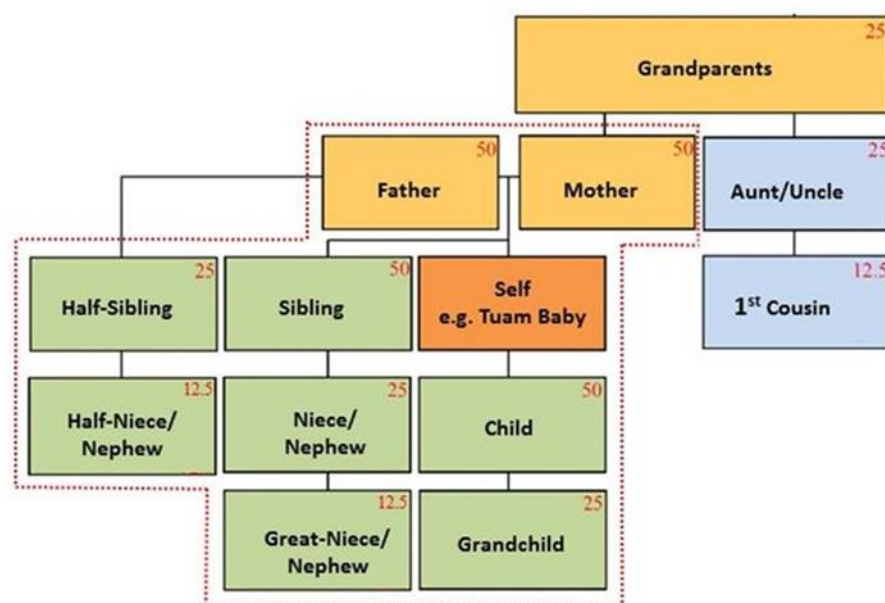 25
Grandparents
50
Father
50
Mother
25
Aunt/Uncle
25
Half-Sibling
50
Sibling
Self
e.g. Tuam Baby
12.5
1st Cousin
12.5
Half-Niece/
Nephew
25
Niece/
Nephew
50
Child
12.5
Great-Niece/
Nephew
25
Grandchild